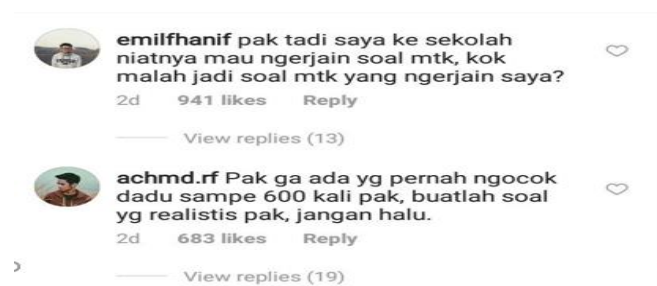 emilfhanif pak tadi saya ke sekolah
niatnya mau ngerjain soal mtk, kok
malah jadi soal mtk yang ngerjain saya?
2d 941 likes Reply
View replies (13)
achmd.rf Pak ga ada yg pernah ngocok
dadu sampe 600 kali pak, buatlah soal
yg realistis pak, jangan halu.
2d 683 likes Reply
View replies (19)